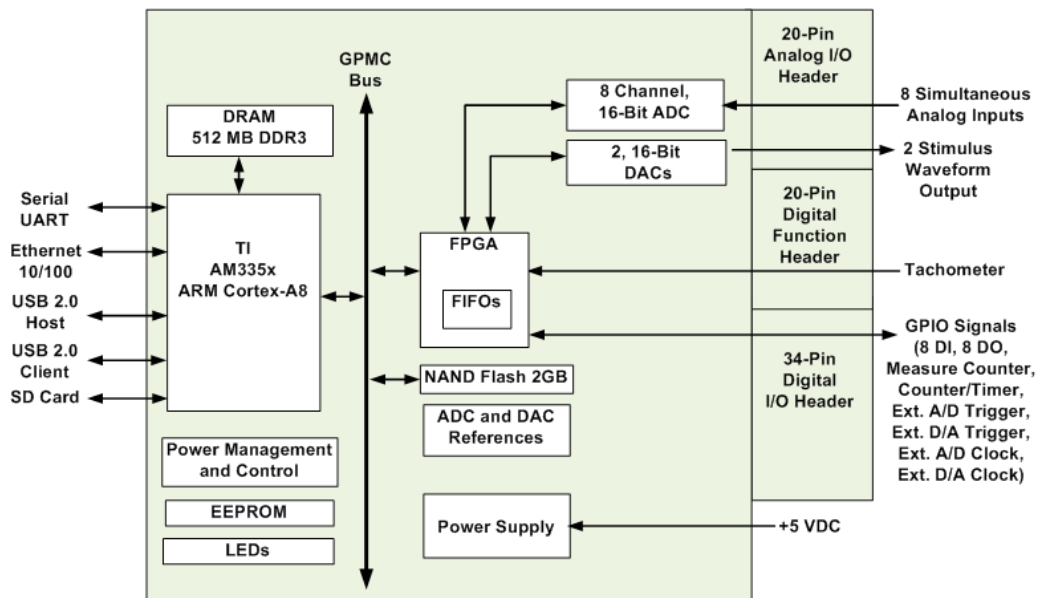 GPMC
Bus
DRAM
512 MB DDR3
TI
AM335x
ARM Cortex-A8
Serial
UART
Ethernet
10/100
USB 2.0
Host
USB 2.0
Client
SD Card
Power Management
and Control
EEPROM
LEDs
8 Channel,
16-Bit ADC
2, 16-Bit
DACs
FPGA
FIFOs
NAND Flash 2GB
ADC and DAC
References
Power Supply
20-Pin
Analog I/O
Header
20-Pin
Digital
Function
Header
34-Pin
Digital
I/O Header
8 Simultaneous
Analog Inputs
2 Stimulus
Waveform
Output
Tachometer
GPIO Signals
(8 DI, 8 DO,
Measure Counter,
Counter/Timer,
Ext. A/D Trigger,
Ext. D/A Trigger,
Ext. A/D Clock,
Ext. D/A Clock)
+5 VDC